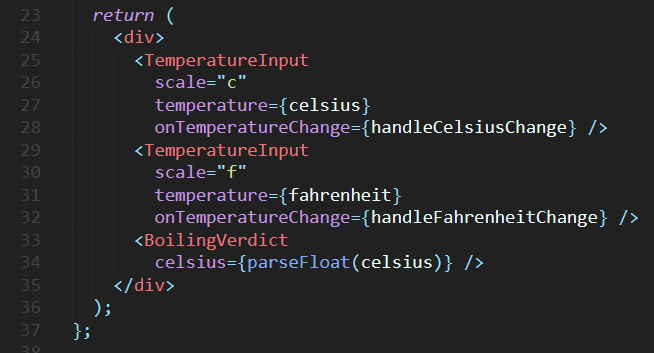 23 return (
24 <div>
25 <TemperatureInput
26 scale="c"
27 temperature={celsius}
28 onTemperatureChange={handleCelsiusChange} />
29 <TemperatureInput
30 scale="f"
31 temperature={fahrenheit}
32 onTemperatureChange={handleFahrenheitChange} />
33 <BoilingVerdict
34 celsius={parseFloat(celsius)} />
35 </div>
36 );
37 };
38